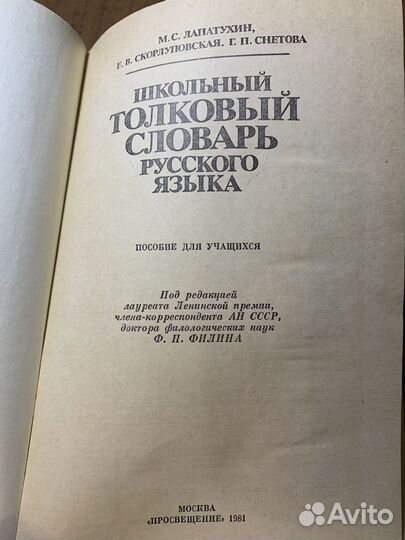 М. С. ЛАПАТУХИН,
Е. В. СКОРЛУПОВСКАЯ, Г. П. СНЕТОВА
ШКОЛЬНЫЙ
ТОЛКОВЫЙ
СЛОВАРЬ
РУССКОГО
ЯЗЫКА
ПОСОБИЕ ДЛЯ УЧАЩИХСЯ
Под редакцией
лауреата Ленинской премии,
члена-корреспондента АН СССР,
доктора филологических наук
Ф. П. ФИЛИНА
МОСКВА
«ПРОСВЕЩЕНИЕ» 1981
Avito